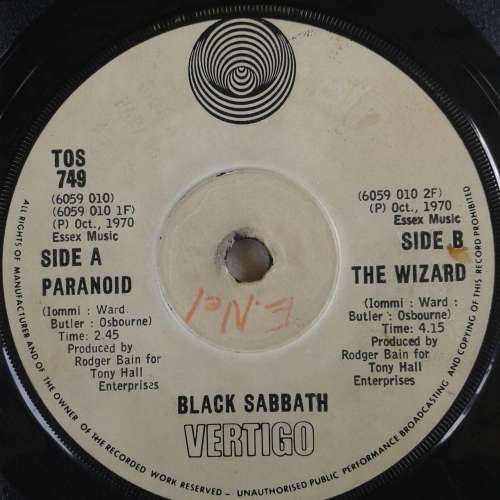 TOS
749
(6059 010)
(6059 010 1F)
(P) Oct., 1970
Essex Music
SIDE A
PARANOID
(Iommi : Ward
Butler : Osbourne)
Time: 2.45
Produced by
Rodger Bain for
Tony Hall
Enterprises
(6059 010 2F)
(P) Oct., 1970
Essex Music
SIDE B
THE WIZARD
(Iommi : Ward :
Butler : Osbourne)
Time: 4.15
Produced by
Rodger Bain for
Tony Hall
Enterprises
E. Nel
BLACK SABBATH
VERTIGO
ALL RIGHTS OF MANUFACTURER AND OF THE OWNER OF THE RECORDED WORK RESERVED – UNAUTHORISED PUBLIC PERFORMANCE BROADCASTING AND COPYING OF THIS RECORD PROHIBITED